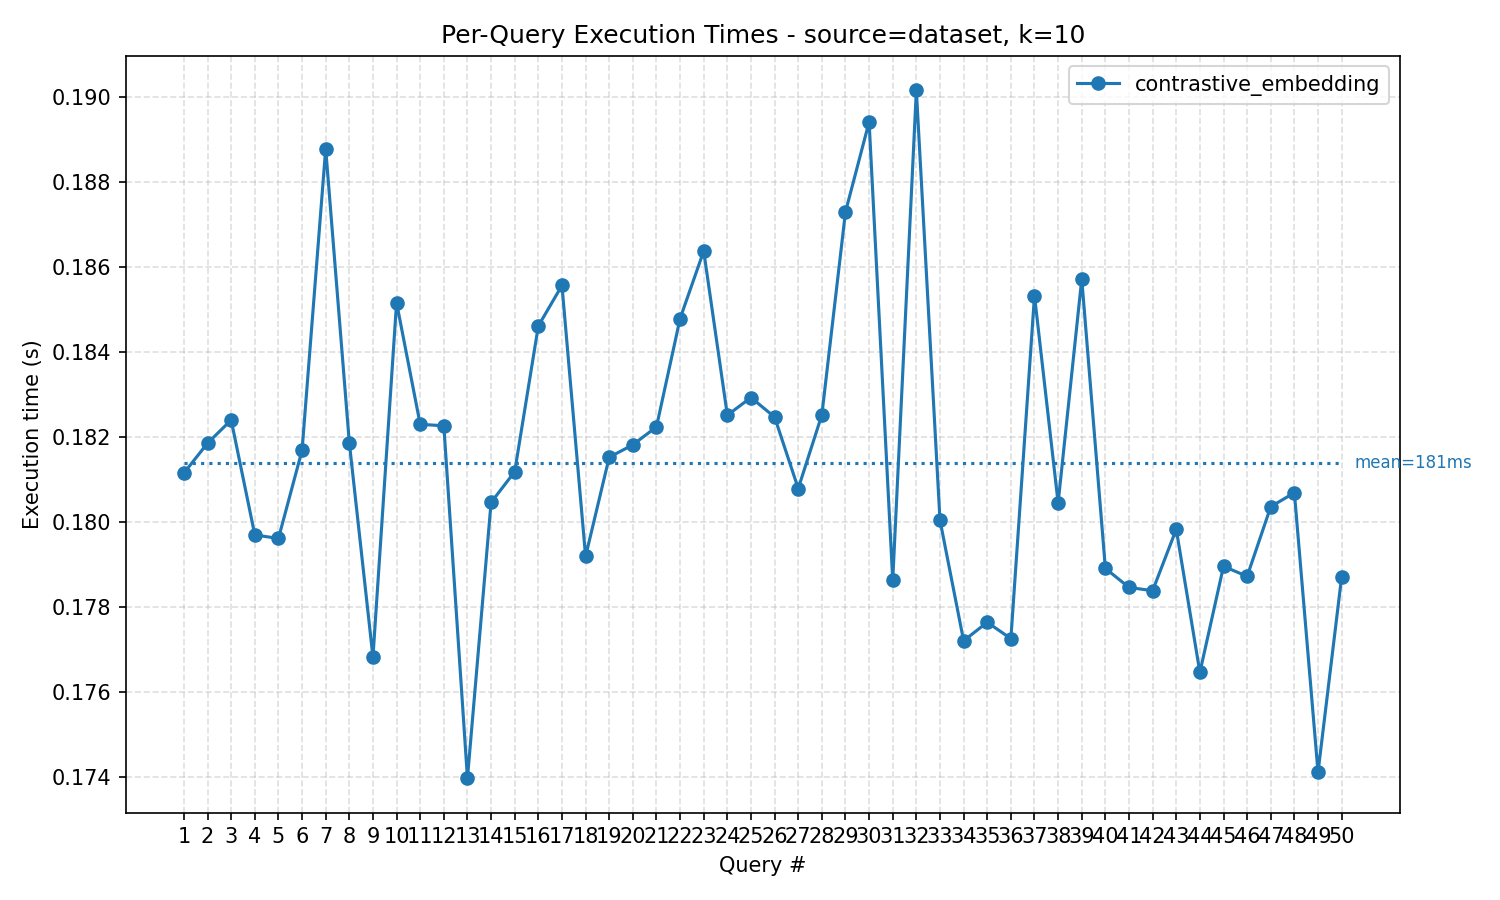 Per-Query Execution Times - source=dataset, k=10
contrastive_embedding
0.190
0.188
0.186
0.184
0.182
0.180
0.178
0.176
0.174
Execution time (s)
mean=181ms
1 2 3 4 5 6 7 8 9 10 11 12 13 14 15 16 17 18 19 20 21 22 23 24 25 26 27 28 29 30 31 32 33 34 35 36 37 38 39 40 41 42 43 44 45 46 47 48 49 50
Query #